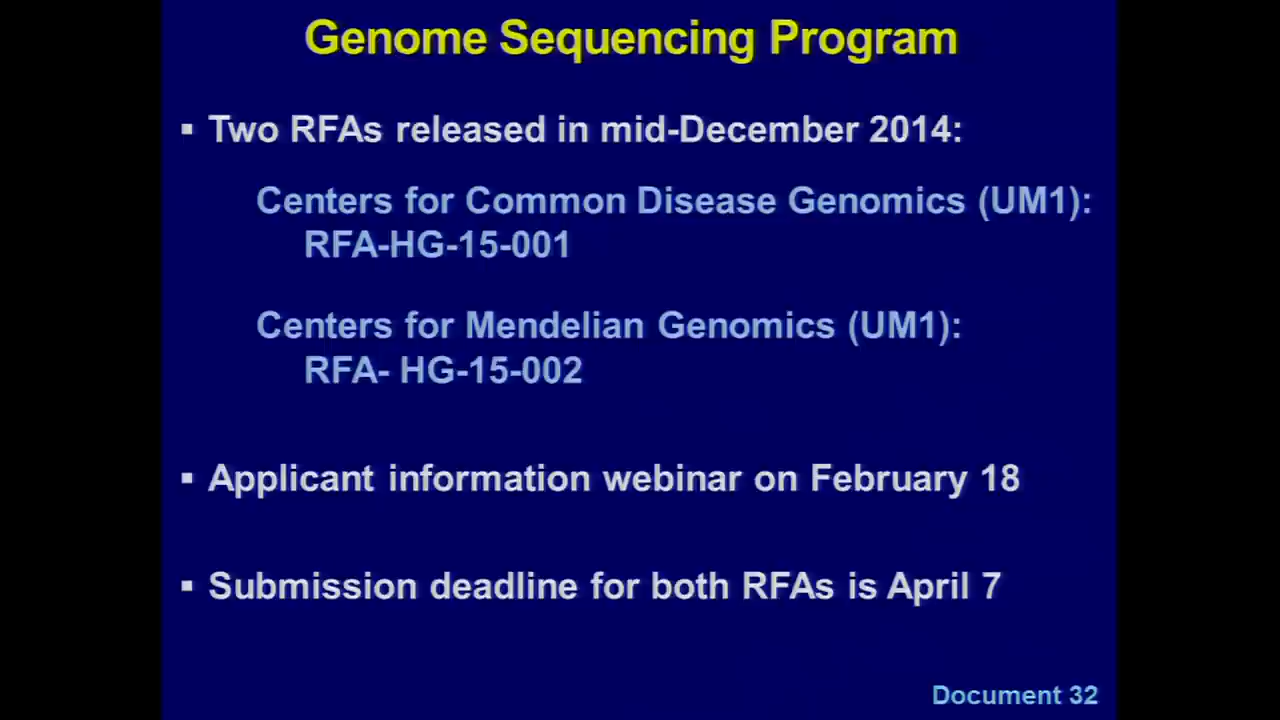 Genome Sequencing Program
▪ Two RFAs released in mid-December 2014:
Centers for Common Disease Genomics (UM1):
RFA-HG-15-001
Centers for Mendelian Genomics (UM1):
RFA- HG-15-002
▪ Applicant information webinar on February 18
▪ Submission deadline for both RFAs is April 7
Document 32